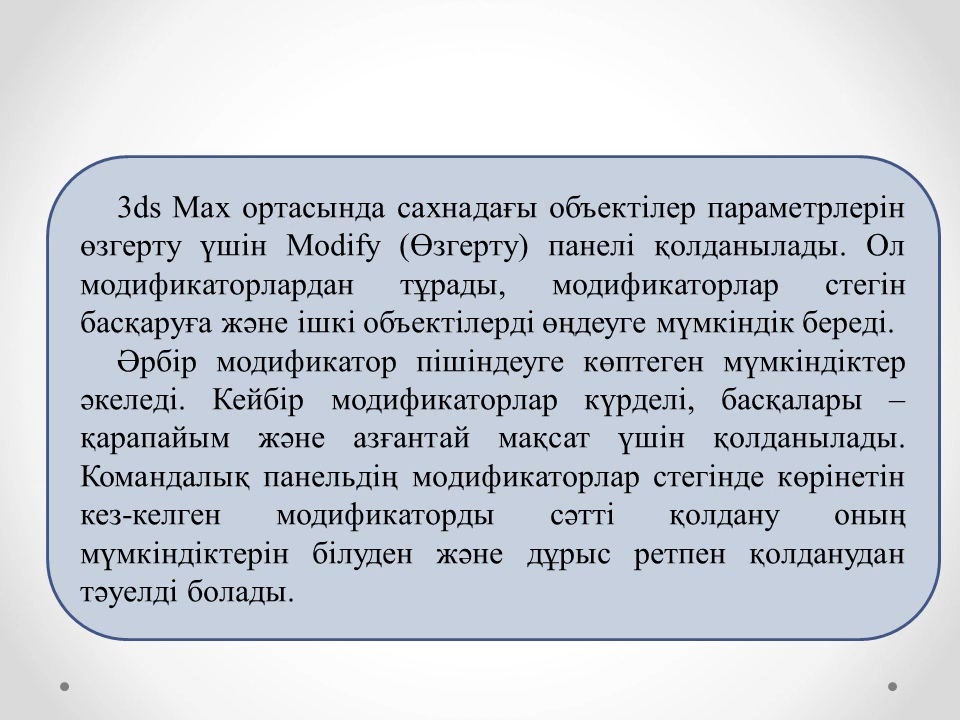 3ds Max ортасында сахнадағы объектілер параметрлерін
өзгерту үшін Modify (Өзгерту) панелі қолданылады. Ол
модификаторлардан тұрады, модификаторлар стегін
басқаруға және ішкі объектілерді өңдеуге мүмкіндік береді.
Әрбір модификатор пішіндеуге көптеген мүмкіндіктер
әкеледі. Кейбір модификаторлар күрделі, басқалары –
қарапайым және азғантай мақсат үшін қолданылады.
Командалық панельдің модификаторлар стегінде көрінетін
кез-келген модификаторды сәтті қолдану оның
мүмкіндіктерін білуден және дұрыс ретпен қолданудан
тәуелді болады.